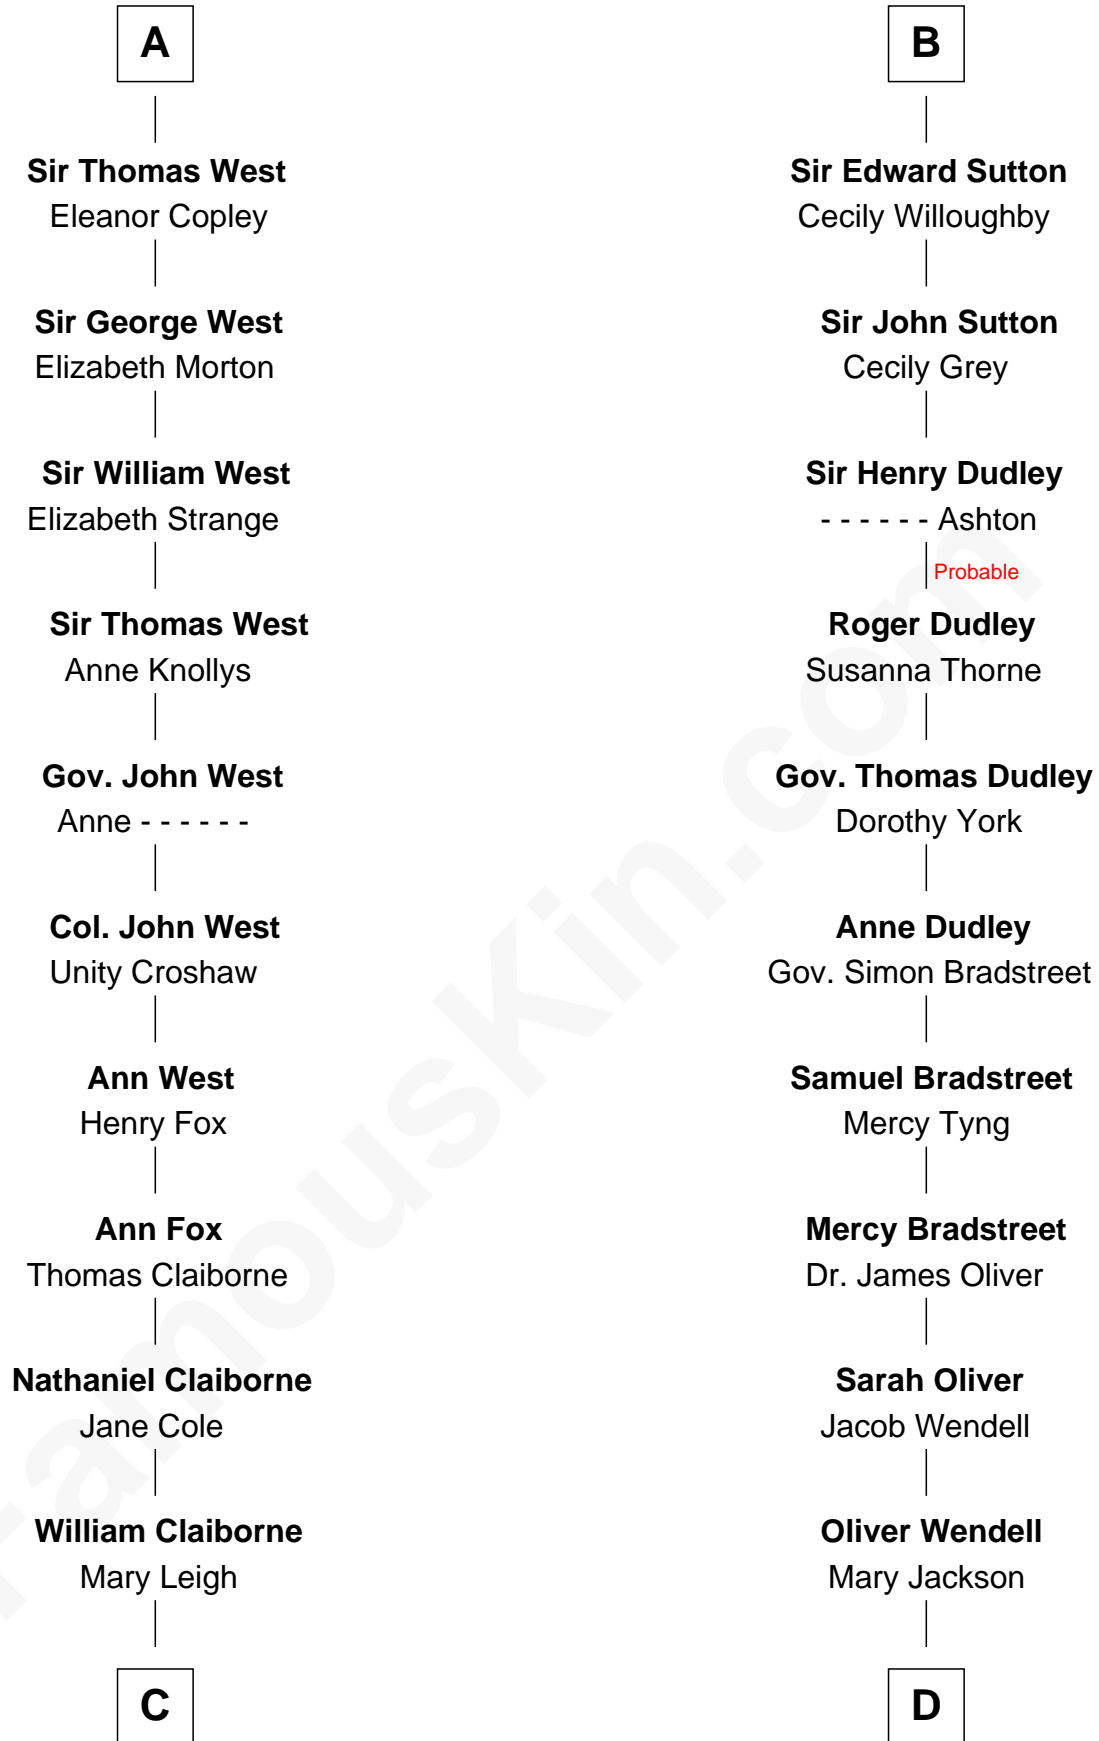 A
Sir Thomas West
Eleanor Copley
Sir George West
Elizabeth Morton
Sir William West
Elizabeth Strange
Sir Thomas West
Anne Knollys
Gov. John West
Anne - - - - - -
Col. John West
Unity Croshaw
Ann West
Henry Fox
Ann Fox
Thomas Claiborne
Nathaniel Claiborne
Jane Cole
William Claiborne
Mary Leigh
C
B
Sir Edward Sutton
Cecily Willoughby
Sir John Sutton
Cecily Grey
Sir Henry Dudley
- - - - - - Ashton
Probable
Roger Dudley
Susanna Thorne
Gov. Thomas Dudley
Dorothy York
Anne Dudley
Gov. Simon Bradstreet
Samuel Bradstreet
Mercy Tyng
Mercy Bradstreet
Dr. James Oliver
Sarah Oliver
Jacob Wendell
Oliver Wendell
Mary Jackson
D
FamousKin.com